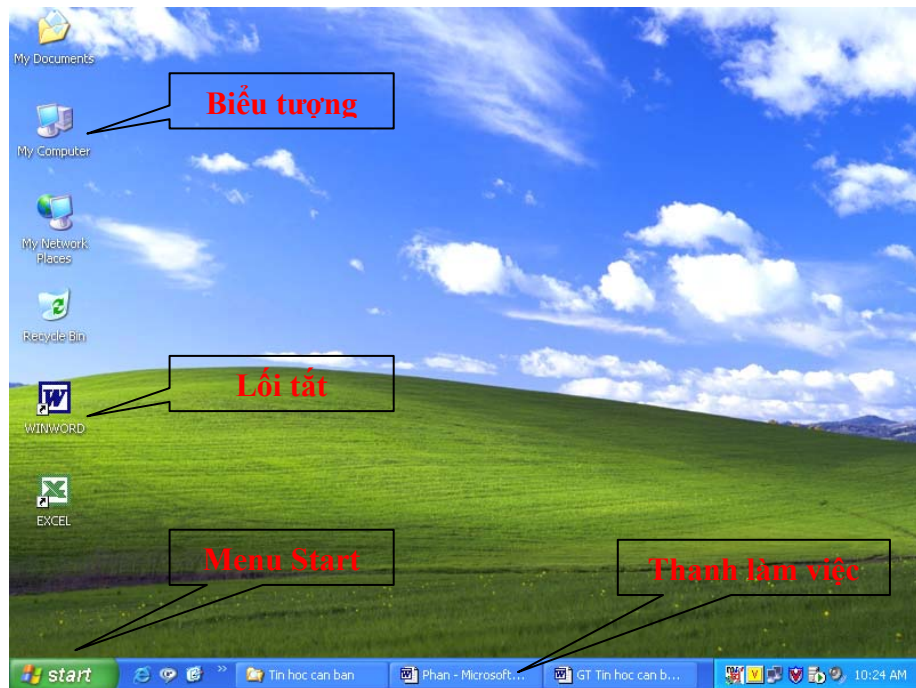 My Documents
Biểu tượng
My Computer
My Network
Places
Recycle Bin
Lối tắt
WINWORD
EXCEL
Menu Start
Thanh làm việc
start
Tin hoc can ban
Phan - Microsoft...
GT Tin hoc can b...
V
10:24 AM